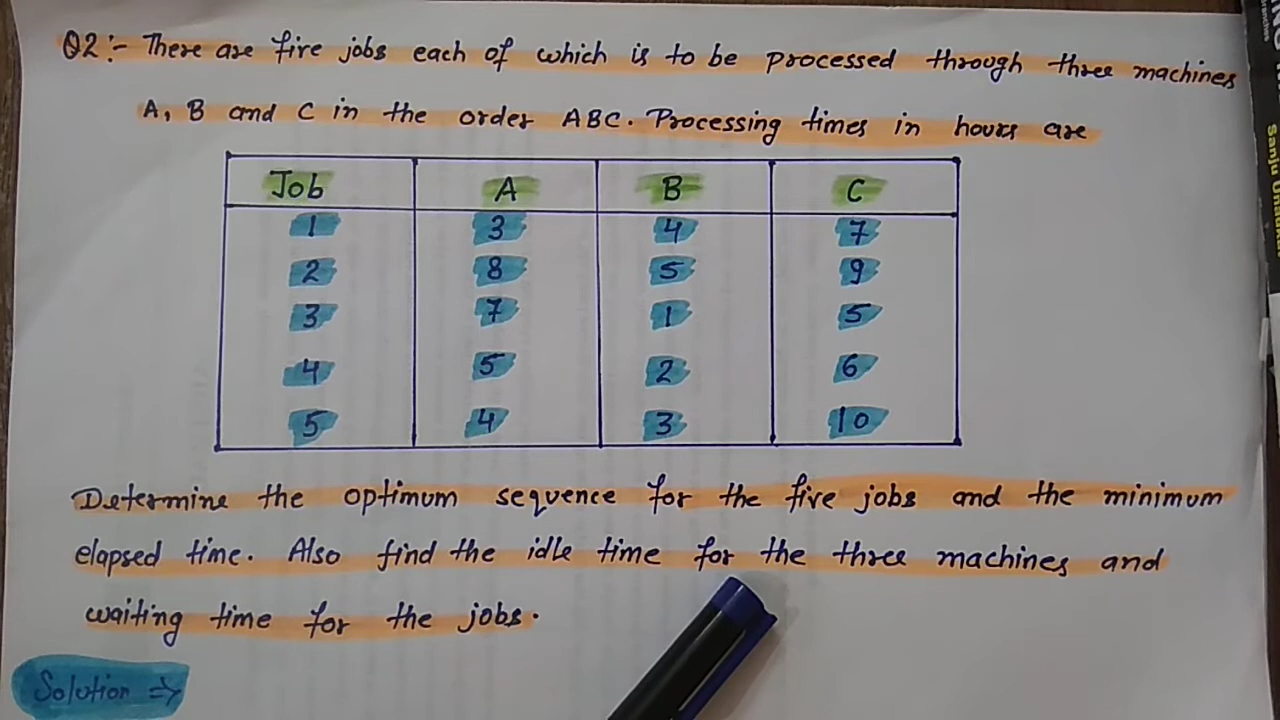 Q2:- There are five jobs each of which is to be processed through three machines
A, B and C in the order ABC. Processing times in hours are
Job A B C
1 3 4 7
2 8 5 9
3 7 1 5
4 5 2 6
5 4 3 10
Determine the optimum sequence for the five jobs and the minimum
elapsed time. Also find the idle time for the three machines and
waiting time for the jobs.
Solution ⇒